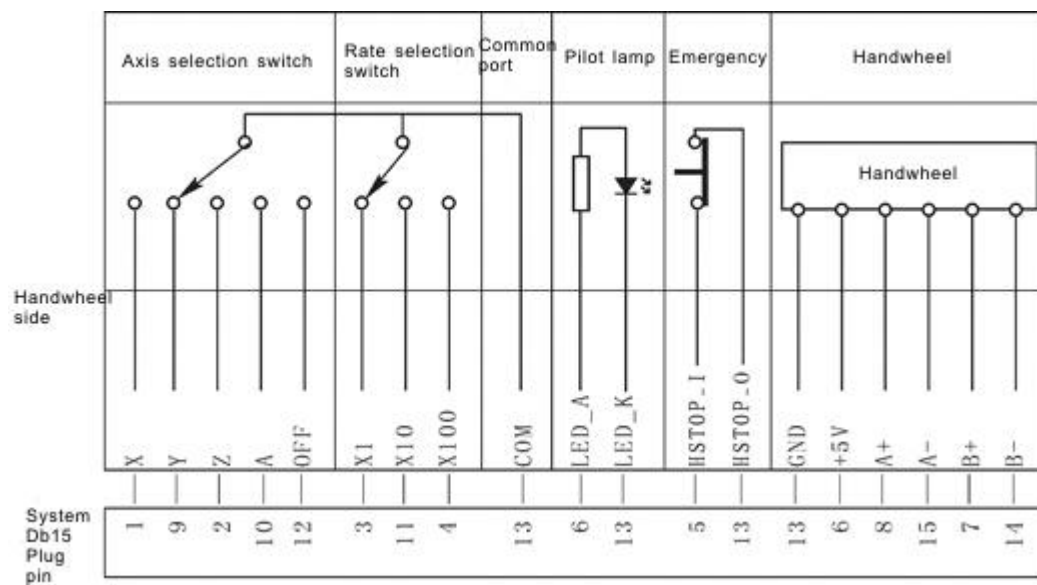 Axis selection switch
Rate selection
switch
Common
port
Pilot lamp
Emergency
Handwheel
Handwheel
Handwheel
side
X
Y
Z
A
OFF
X1
X10
X100
COM
LED_A
LED_K
HSTOP_I
HSTOP_O
GND
+5V
A+
A-
B+
B-
System
Db15
Plug
pin
1
9
2
10
12
3
11
4
13
6
13
5
13
13
6
8
15
7
14